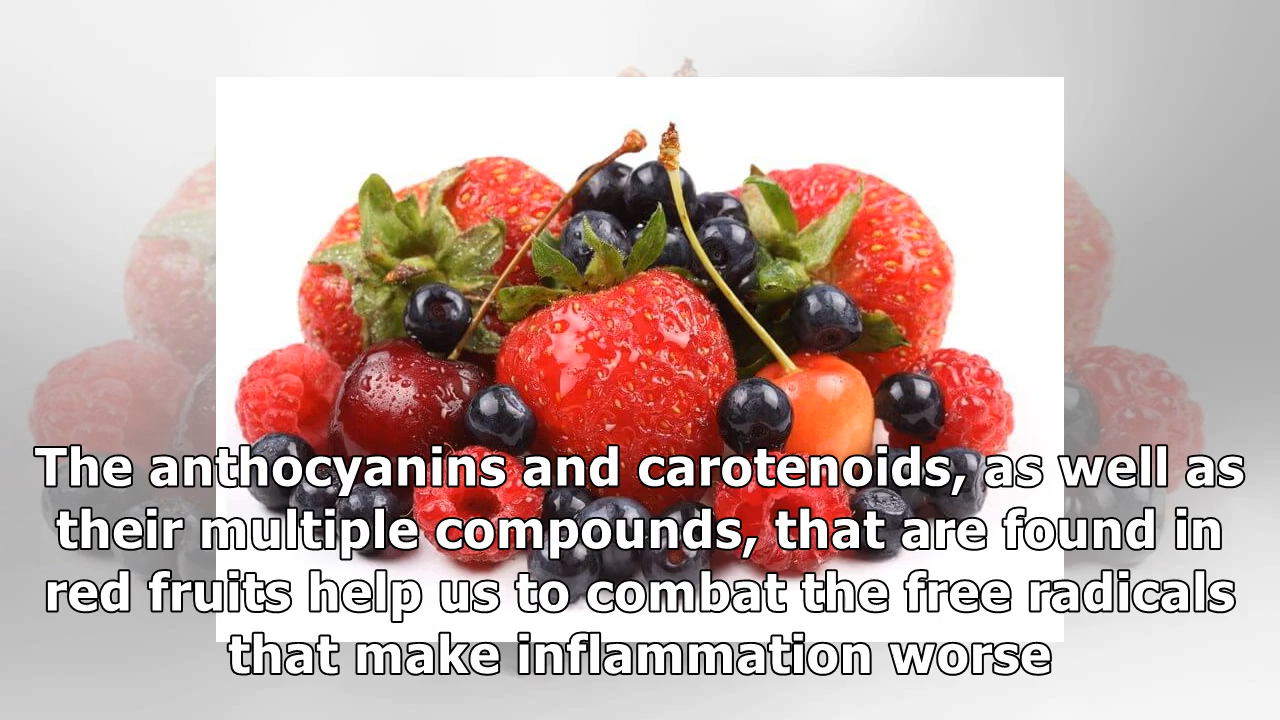 The anthocyanins and carotenoids, as well as
their multiple compounds, that are found in
red fruits help us to combat the free radicals
that make inflammation worse